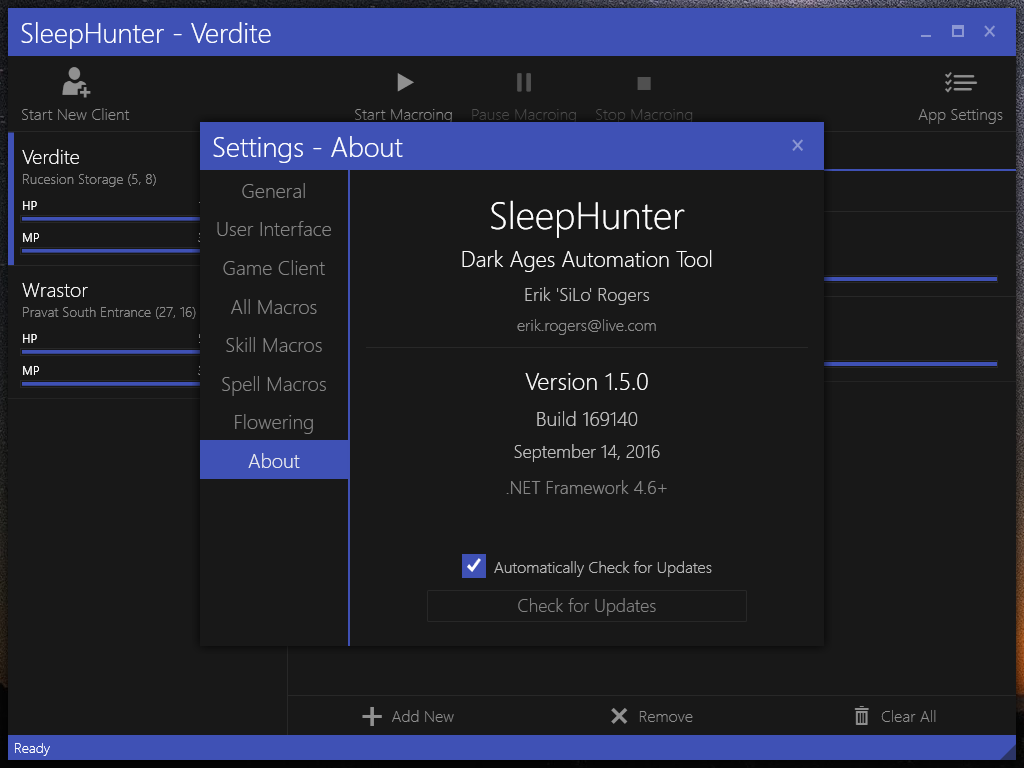 SleepHunter - Verdite
Start New Client
Start Macroing
Pause Macroing
Stop Macroing
App Settings
Verdite
Rucesion Storage (5, 8)
HP
MP
Wrastor
Pravat South Entrance (27, 16)
HP
MP
Settings - About
General
User Interface
Game Client
All Macros
Skill Macros
Spell Macros
Flowering
About
SleepHunter
Dark Ages Automation Tool
Erik 'SiLo' Rogers
erik.rogers@live.com
Version 1.5.0
Build 169140
September 14, 2016
.NET Framework 4.6+
Automatically Check for Updates
Check for Updates
Add New
Remove
Clear All
Ready